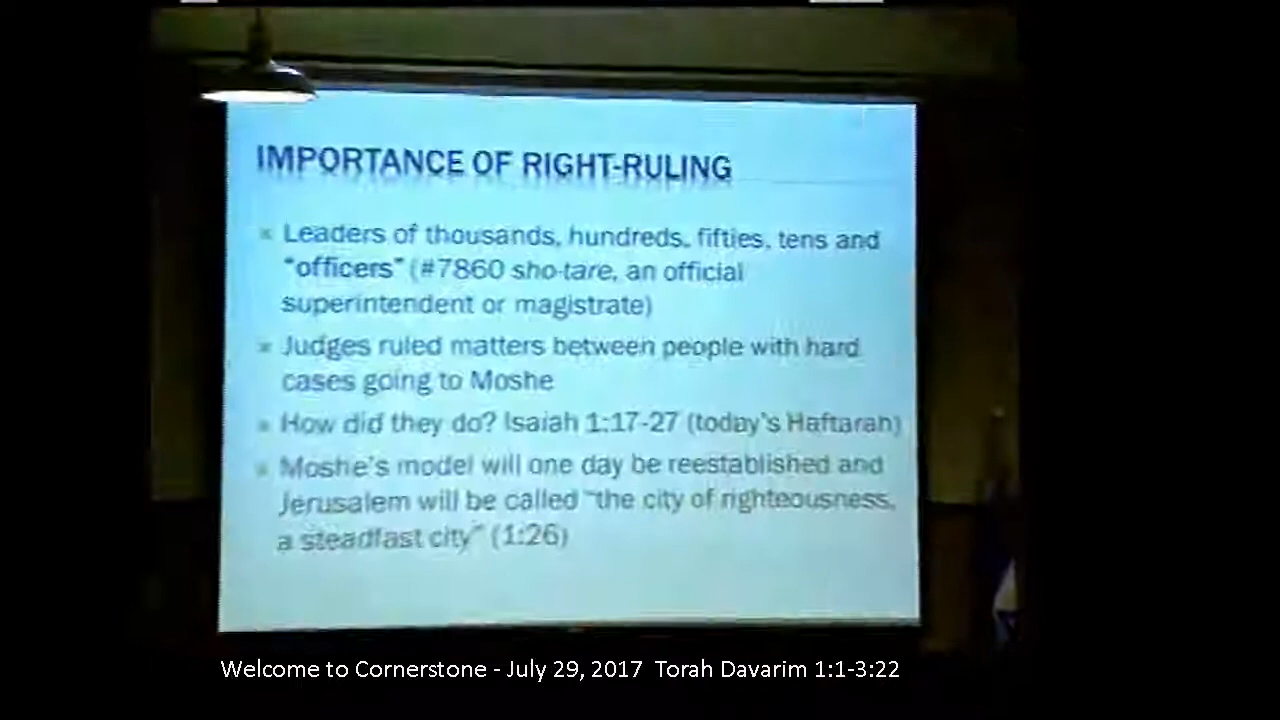 IMPORTANCE OF RIGHT-RULING
Leaders of thousands, hundreds, fifties, tens and
"officers" (#7860 sho-tare, an official
superintendent or magistrate)
Judges ruled matters between people with hard
cases going to Moshe
How did they do? Isaiah 1:17-27 (today's Haftarah)
Moshe's model will one day be reestablished and
Jerusalem will be called "the city of righteousness,
a steadfast city" (1:26)
Welcome to Cornerstone - July 29, 2017 Torah Davarim 1:1-3:22